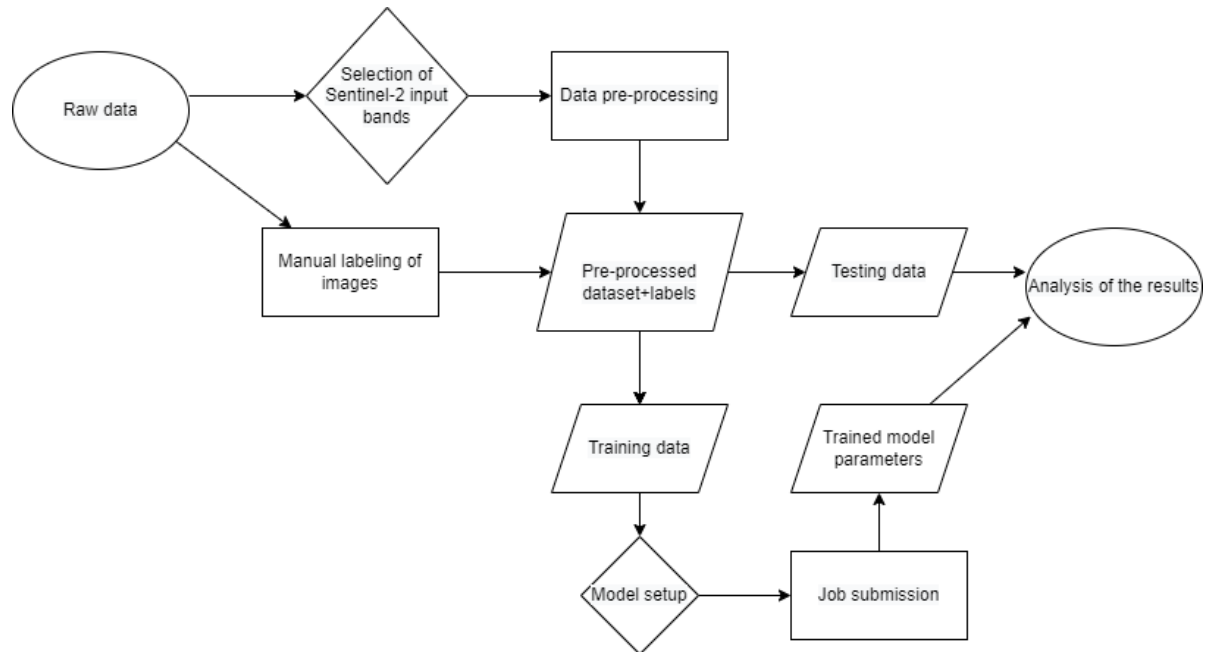 Raw data
Selection of
Sentinel-2 input
bands
Data pre-processing
Manual labeling of
images
Pre-processed
dataset+labels
Testing data
Analysis of the results
Training data
Trained model
parameters
Model setup
Job submission